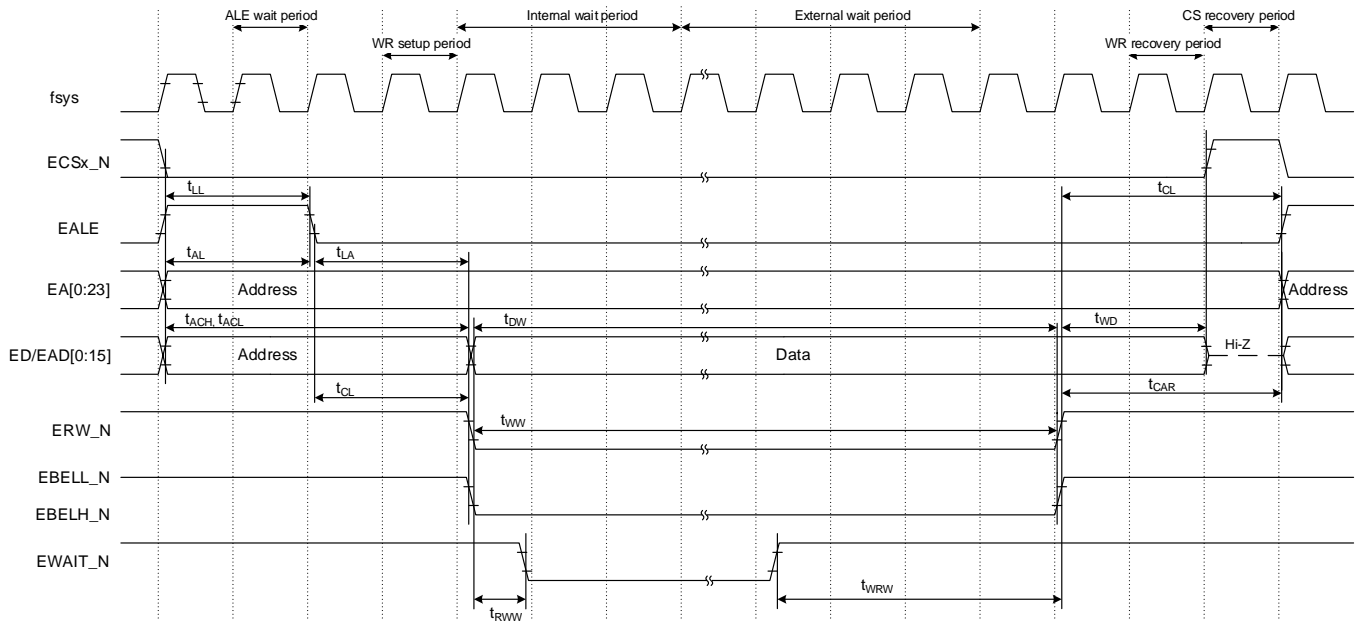 ALE wait period
Internal wait period
External wait period
CS recovery period
WR setup period
WR recovery period
fsys
ECSx_N
tLL
tCL
EALE
tAL
tLA
EA[0:23]
Address
Address
tACH, tACL
tDW
tWD
ED/EAD[0:15]
Address
Data
Hi-Z
tCL
tCAR
ERW_N
tWW
EBELL_N
EBELH_N
EWAIT_N
tRWW
tWRW